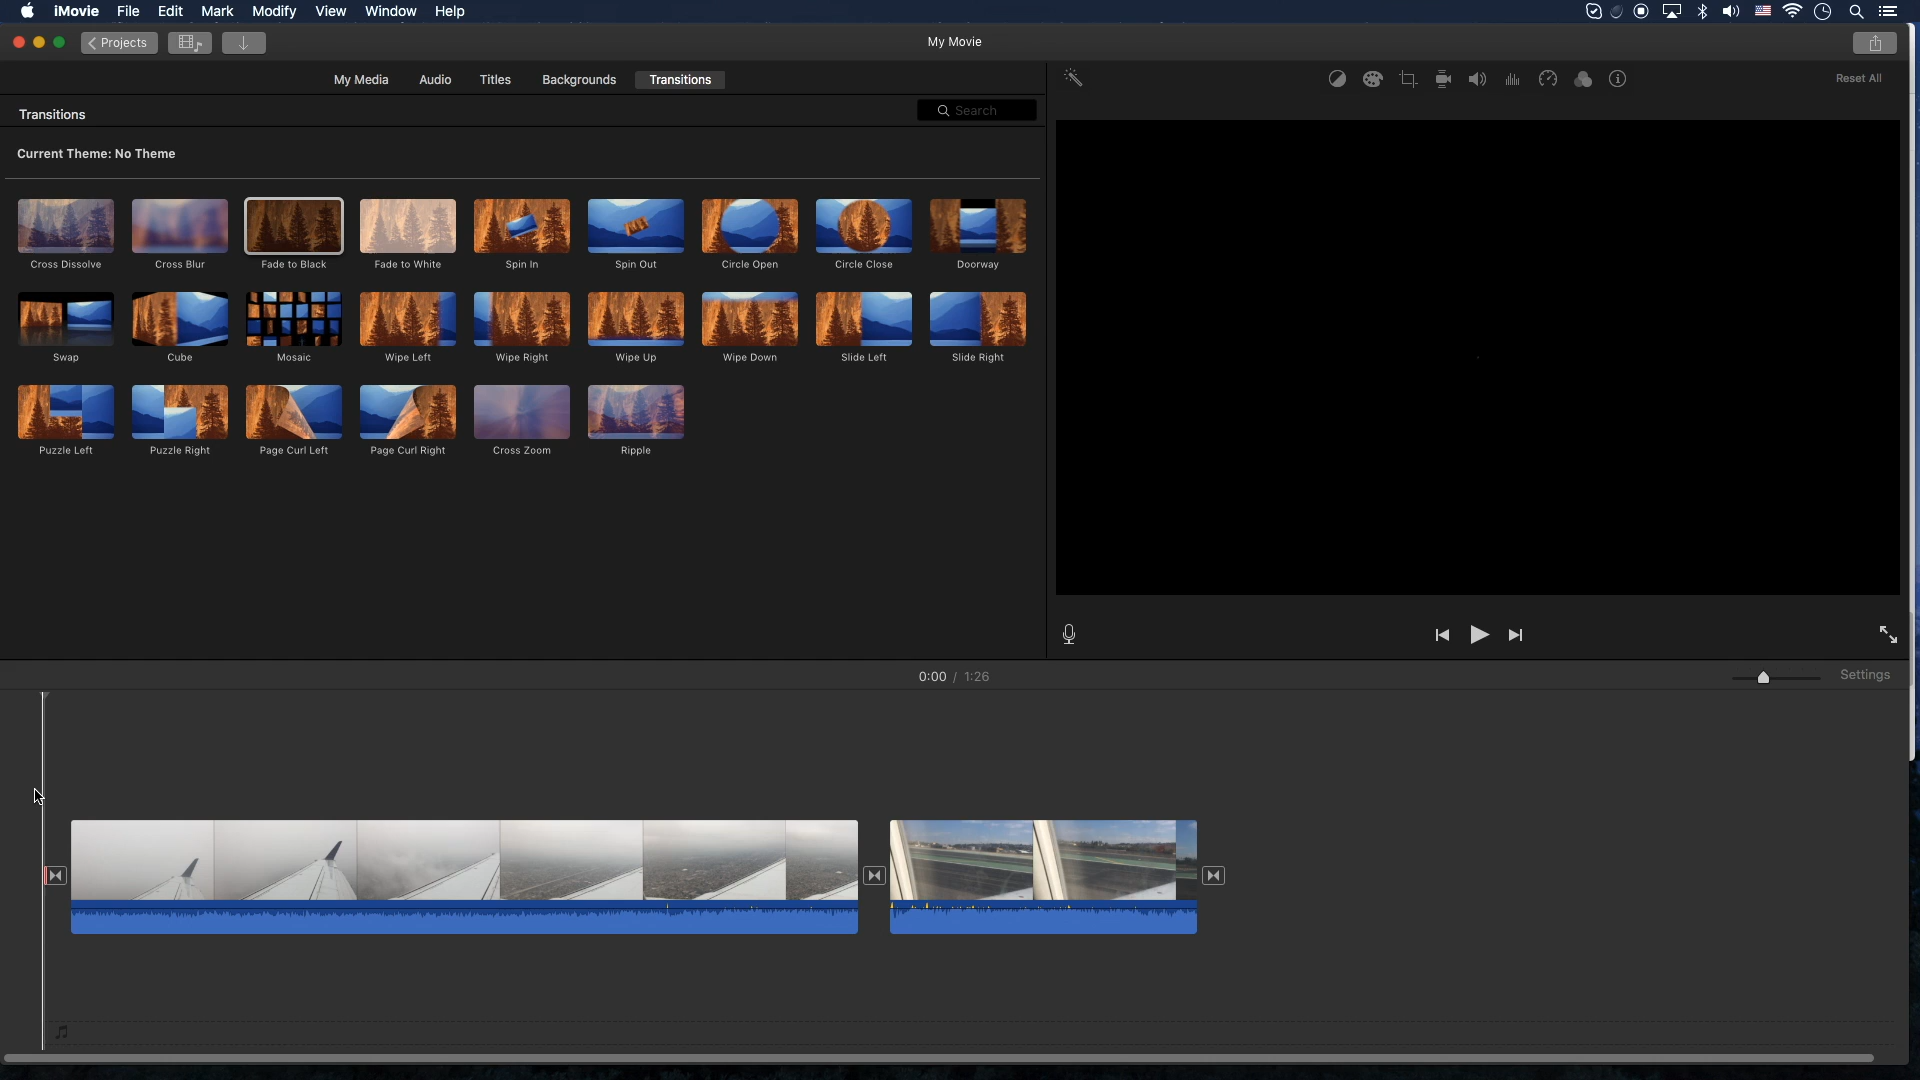 iMovie File Edit Mark Modify View Window Help
Projects
My Movie
My Media Audio Titles Backgrounds Transitions
Reset All
Transitions
Search
Current Theme: No Theme
Cross Dissolve Cross Blur Fade to Black Fade to White Spin In Spin Out Circle Open Circle Close Doorway
Swap Cube Mosaic Wipe Left Wipe Right Wipe Up Wipe Down Slide Left Slide Right
Puzzle Left Puzzle Right Page Curl Left Page Curl Right Cross Zoom Ripple
0:00 / 1:26
Settings